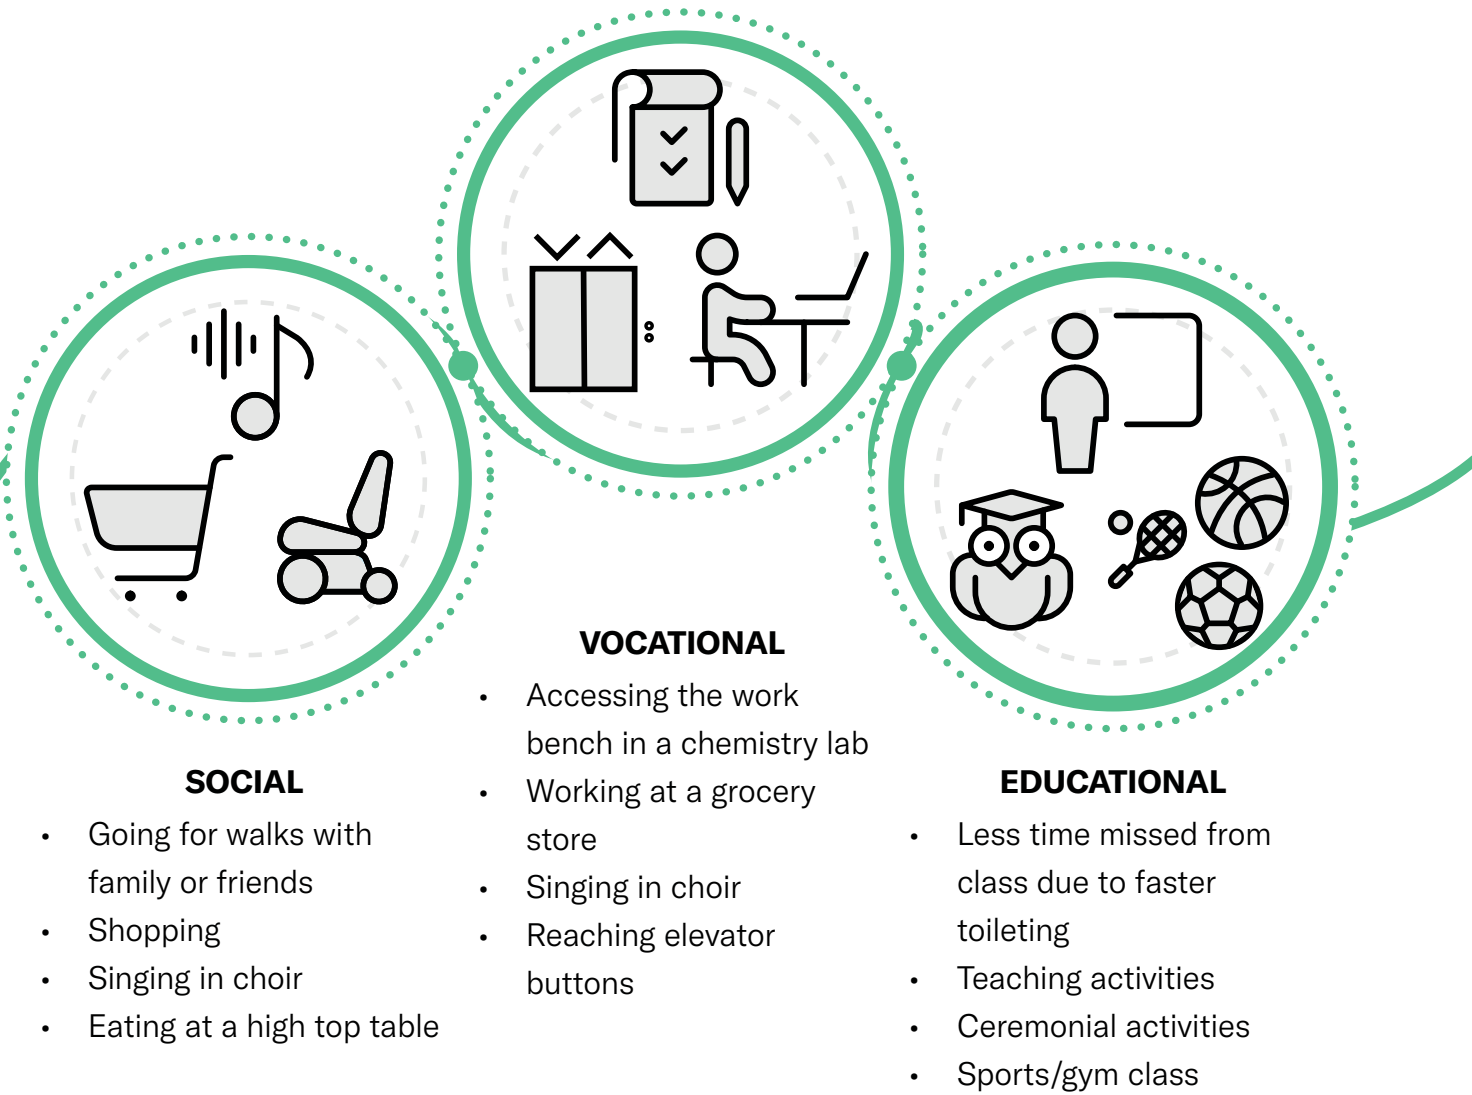 SOCIAL
• Going for walks with
family or friends
• Shopping
• Singing in choir
• Eating at a high top table
VOCATIONAL
• Accessing the work
bench in a chemistry lab
• Working at a grocery
store
• Singing in choir
• Reaching elevator
buttons
EDUCATIONAL
• Less time missed from
class due to faster
toileting
• Teaching activities
• Ceremonial activities
• Sports/gym class